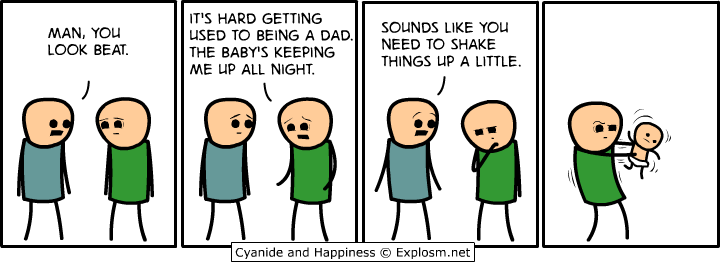 MAN, YOU
LOOK BEAT.
IT'S HARD GETTING
USED TO BEING A DAD.
THE BABY'S KEEPING
ME UP ALL NIGHT.
SOUNDS LIKE YOU
NEED TO SHAKE
THINGS UP A LITTLE.
Cyanide and Happiness © Explosm.net